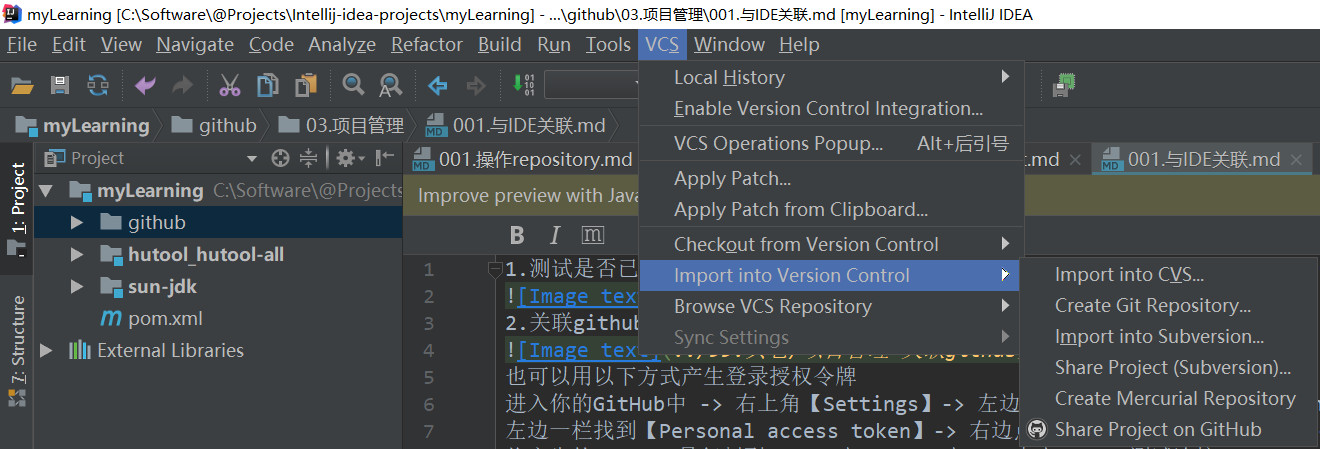 myLearning [C:\Software\@Projects\Intellij-idea-projects\myLearning] - ...\github\03.项目管理\001.与IDE关联.md [myLearning] - IntelliJ IDEA
File Edit View Navigate Code Analyze Refactor Build Run Tools VCS Window Help
myLearning github 03.项目管理 001.与IDE关联.md
Project
001.操作repository.md
.md
001.与IDE关联.md
1: Project
7: Structure
myLearning C:\Software\@Projects
github
hutool_hutool-all
sun-jdk
pom.xml
External Libraries
Improve preview with Java
B I m
1 1.测试是否已
2 ![Image text
3 2.关联github
4 ![Image text]
5 也可以用以下方式产生登录授权令牌
6 进入你的GitHub中 -> 右上角【Settings】-> 左边
7 左边一栏找到【Personal access token】-> 右边
Local History
Enable Version Control Integration...
VCS Operations Popup... Alt+后引号
Apply Patch...
Apply Patch from Clipboard...
Checkout from Version Control
Import into Version Control
Browse VCS Repository
Sync Settings
Import into CVS...
Create Git Repository...
Import into Subversion...
Share Project (Subversion)...
Create Mercurial Repository
Share Project on GitHub